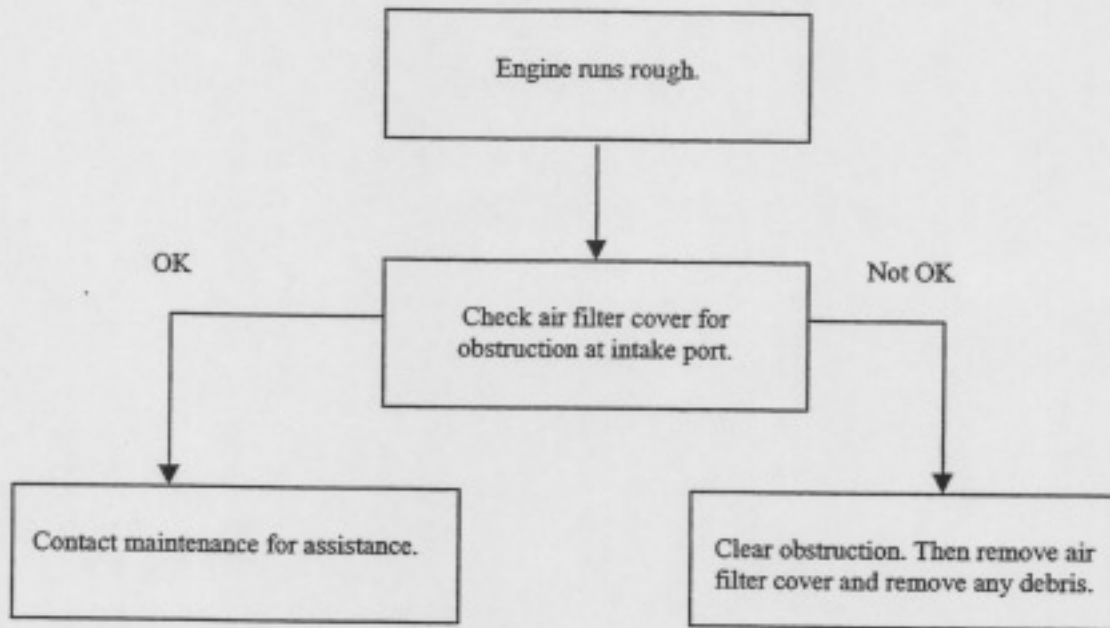 Engine runs rough.
OK
Not OK
Check air filter cover for
obstruction at intake port.
Contact maintenance for assistance.
Clear obstruction. Then remove air
filter cover and remove any debris.